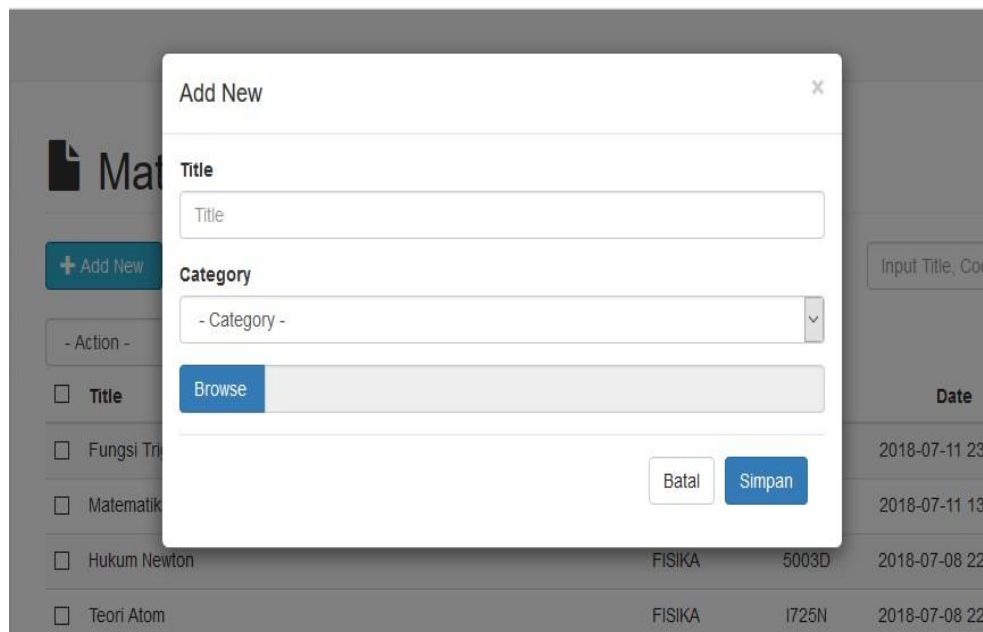 Add New
×
Mat
Title
Title
+ Add New
Category
Input Title, Co
- Category -
- Action -
Browse
Title
Date
Fungsi Tri
2018-07-11 23
Batal
Simpan
Matematik
2018-07-11 13
Hukum Newton FISIKA 5003D 2018-07-08 22
Teori Atom FISIKA I725N 2018-07-08 22